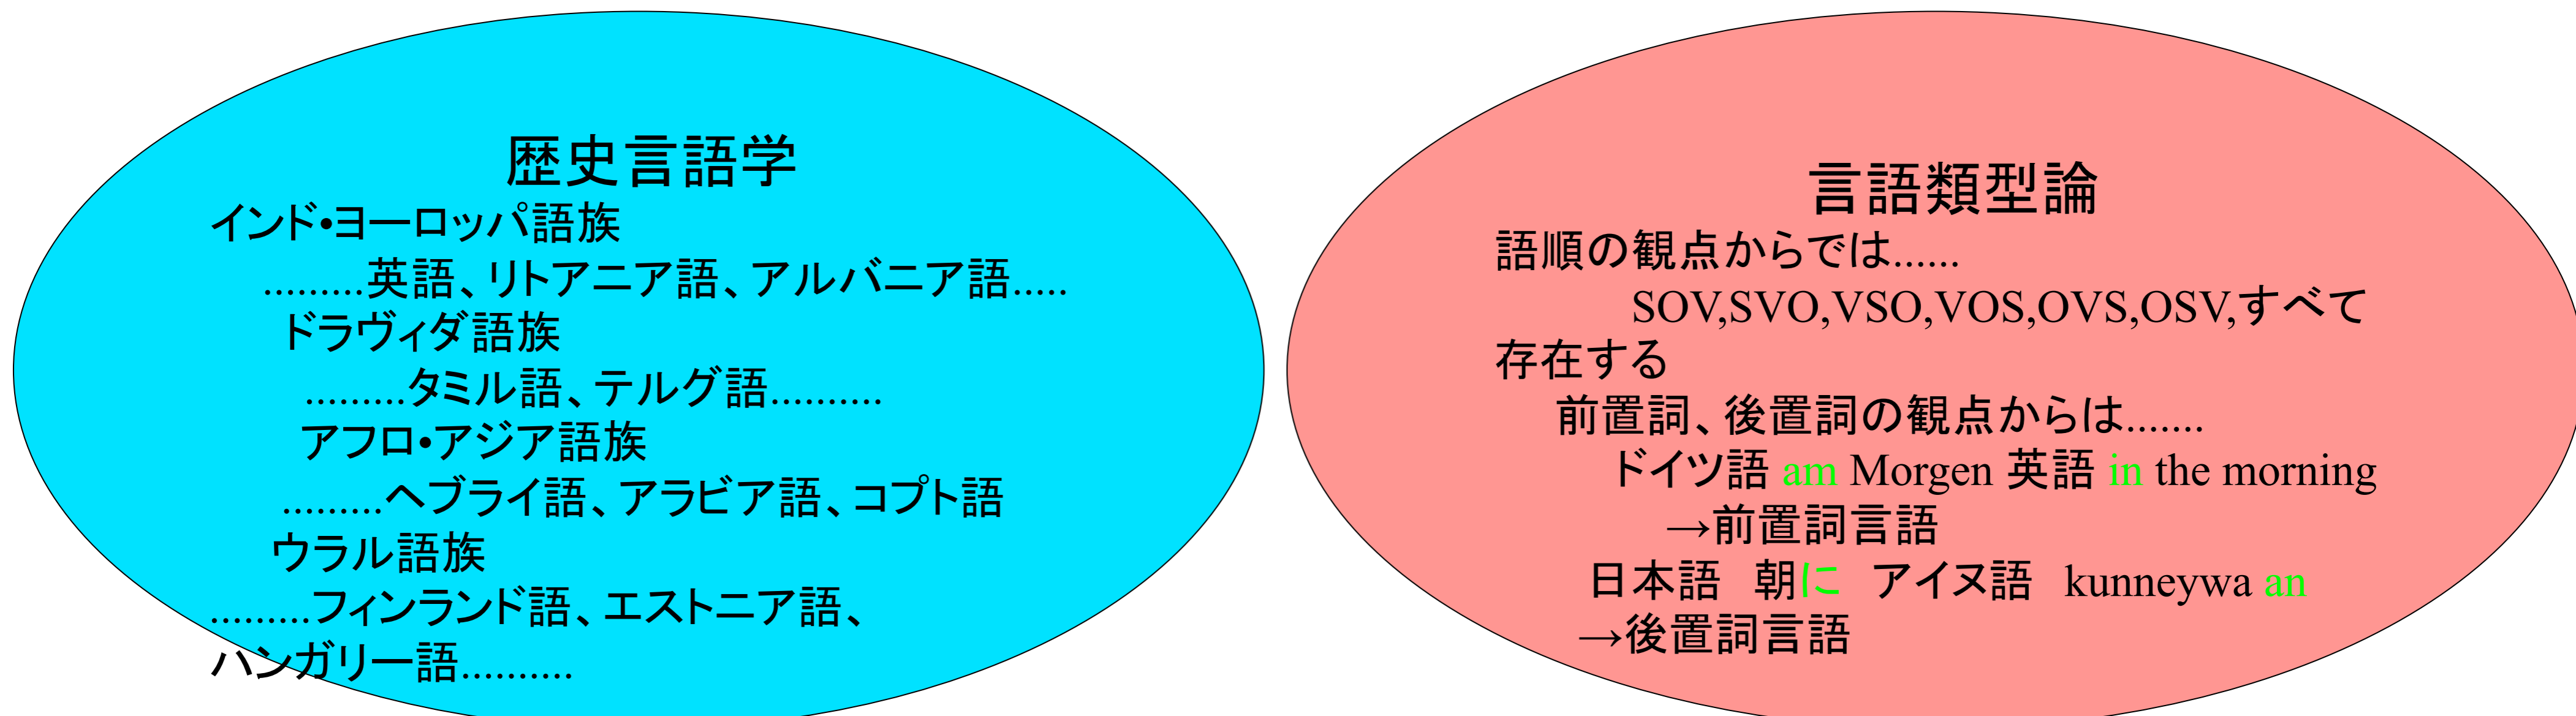 歴史言語学
インド・ヨーロッパ語族
.........英語、リトアニア語、アルバニア語.....
ドラヴィダ語族
.........タミル語、テルグ語..........
アフロ・アジア語族
.........ヘブライ語、アラビア語、コプト語
ウラル語族
.........フィンランド語、エストニア語、
ハンガリー語..........
言語類型論
語順の観点からでは......
SOV,SVO,VSO,VOS,OVS,OSV,すべて
存在する
前置詞、後置詞の観点からは.......
ドイツ語 am Morgen 英語 in the morning
→前置詞言語
日本語　朝に　アイヌ語　kunneywa an
→後置詞言語